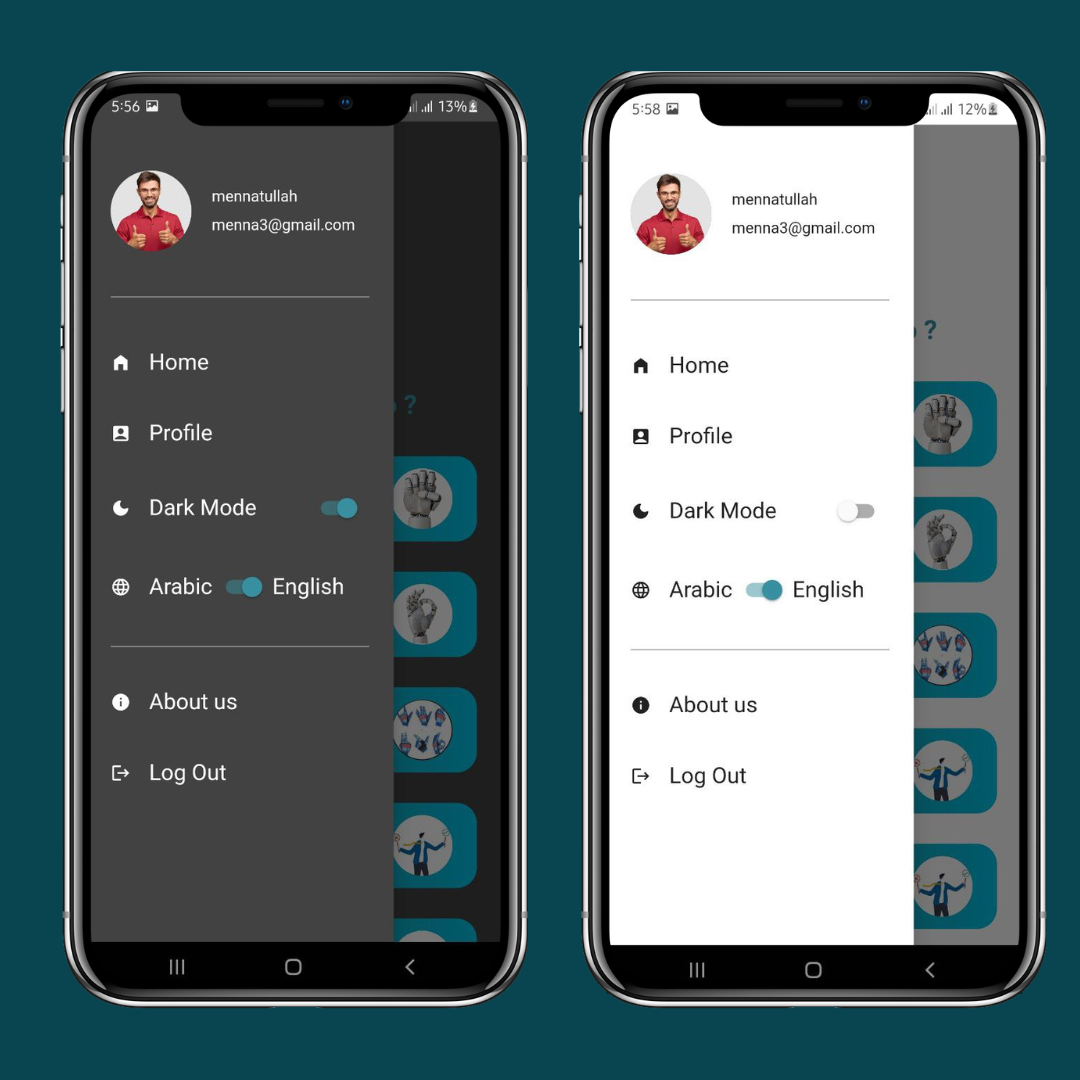 5:56
13%
mennatullah
menna3@gmail.com
Home
Profile
Dark Mode
Arabic English
About us
Log Out
?
5:58
12%
mennatullah
menna3@gmail.com
?
Home
Profile
Dark Mode
Arabic English
About us
Log Out